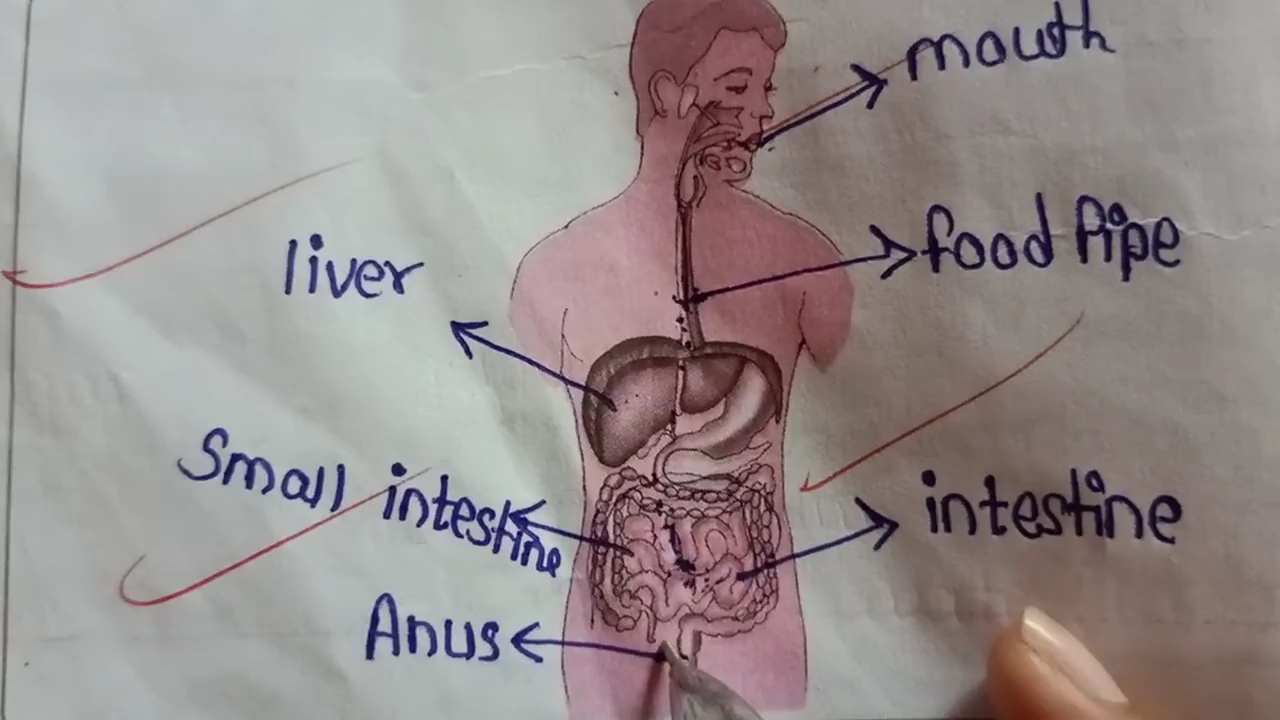 mouth
food Pipe
liver
Small intestine
intestine
Anus